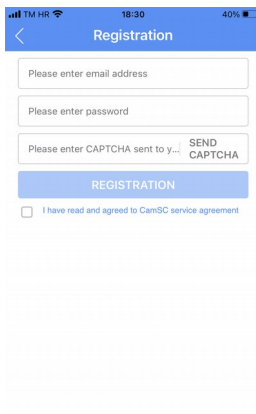 TM HR 18:30 40%
Registration
Please enter email address
Please enter password
Please enter CAPTCHA sent to y... SEND
CAPTCHA
REGISTRATION
I have read and agreed to CamSC service agreement